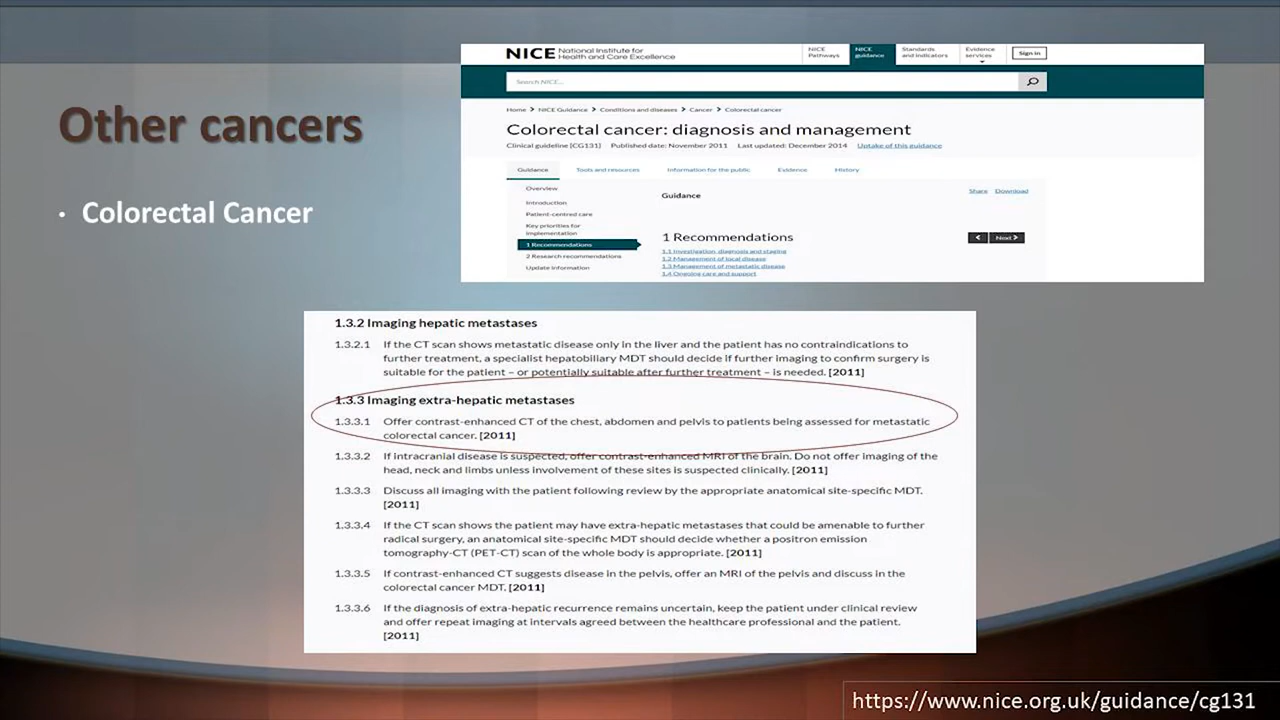 Other cancers
• Colorectal Cancer
NICE National Institute for
Health and Care Excellence
NICE
Pathways
NICE
guidance
Standards
and indicators
Evidence
services
Sign in
Search NICE...
Home > NICE Guidance > Conditions and diseases > Cancer > Colorectal cancer
Colorectal cancer: diagnosis and management
Clinical guideline [CG131] Published date: November 2011 Last updated: December 2014 Uptake of this guidance
Guidance Tools and resources Information for the public Evidence History
Overview
Introduction
Patient-centred care
Key priorities for
implementation
1 Recommendations
2 Research recommendations
Update information
Guidance
Share Download
1 Recommendations
< Next >
1.1 Investigation, diagnosis and staging
1.2 Management of local disease
1.3 Management of metastatic disease
1.4 Ongoing care and support
1.3.2 Imaging hepatic metastases
1.3.2.1 If the CT scan shows metastatic disease only in the liver and the patient has no contraindications to
further treatment, a specialist hepatobiliary MDT should decide if further imaging to confirm surgery is
suitable for the patient – or potentially suitable after further treatment – is needed. [2011]
1.3.3 Imaging extra-hepatic metastases
1.3.3.1 Offer contrast-enhanced CT of the chest, abdomen and pelvis to patients being assessed for metastatic
colorectal cancer. [2011]
1.3.3.2 If intracranial disease is suspected, offer contrast-enhanced MRI of the brain. Do not offer imaging of the
head, neck and limbs unless involvement of these sites is suspected clinically. [2011]
1.3.3.3 Discuss all imaging with the patient following review by the appropriate anatomical site-specific MDT.
[2011]
1.3.3.4 If the CT scan shows the patient may have extra-hepatic metastases that could be amenable to further
radical surgery, an anatomical site-specific MDT should decide whether a positron emission
tomography-CT (PET-CT) scan of the whole body is appropriate. [2011]
1.3.3.5 If contrast-enhanced CT suggests disease in the pelvis, offer an MRI of the pelvis and discuss in the
colorectal cancer MDT. [2011]
1.3.3.6 If the diagnosis of extra-hepatic recurrence remains uncertain, keep the patient under clinical review
and offer repeat imaging at intervals agreed between the healthcare professional and the patient.
[2011]
https://www.nice.org.uk/guidance/cg131